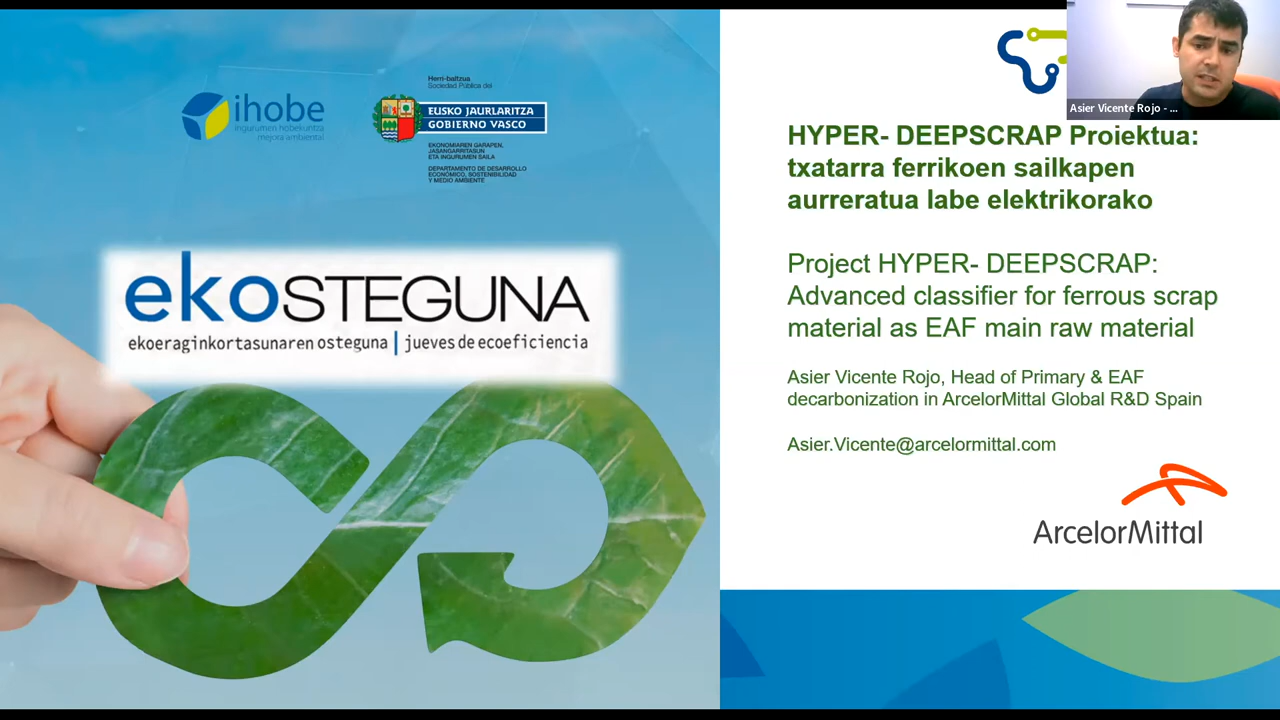 ihobe
ingurumen hobekuntza
mejora ambiental
Herri-baltzua
Sociedad Pública del
EUSKO JAURLARITZA
GOBIERNO VASCO
EKONOMIAREN GARAPEN,
JASANGARRITASUN
ETA INGURUMEN SAILA
DEPARTAMENTO DE DESARROLLO
ECONÓMICO, SOSTENIBILIDAD
Y MEDIO AMBIENTE
ekoSTEGUNA
ekoeraginkortasunaren osteguna | jueves de ecoeficiencia
Asier Vicente Rojo - ...
HYPER- DEEPSCRAP Proiektua:
txatarra ferrikoen sailkapen
aurreratua labe elektrikorako
Project HYPER- DEEPSCRAP:
Advanced classifier for ferrous scrap
material as EAF main raw material
Asier Vicente Rojo, Head of Primary & EAF
decarbonization in ArcelorMittal Global R&D Spain
Asier.Vicente@arcelormittal.com
ArcelorMittal